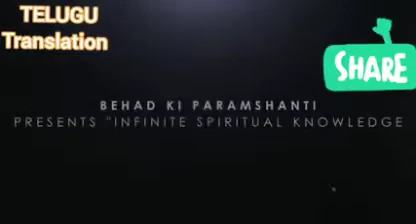 TELUGU
Translation
SHARE
BEHAD KI PARAMSHANTI
PRESENTS "INFINITE SPIRITUAL KNOWLEDGE